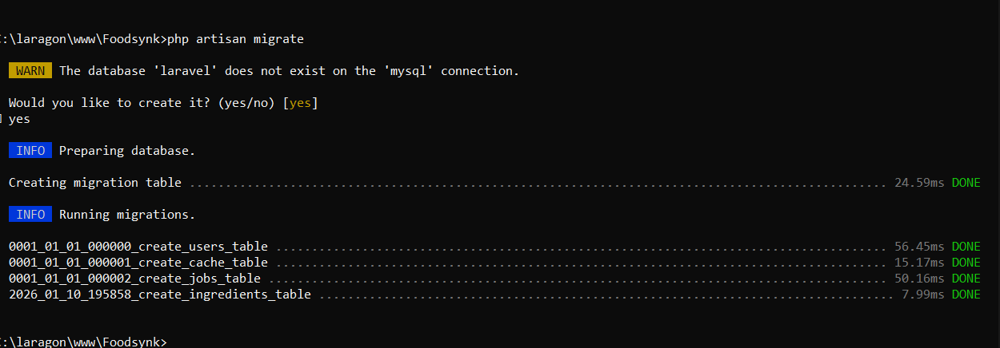 C:\laragon\www\Foodsynk>php artisan migrate
WARN The database 'laravel' does not exist on the 'mysql' connection.
Would you like to create it? (yes/no) [yes]
yes
INFO Preparing database.
Creating migration table ................................................................................................. 24.59ms DONE
INFO Running migrations.
0001_01_01_000000_create_users_table ..................................................................................... 56.45ms DONE
0001_01_01_000001_create_cache_table ..................................................................................... 15.17ms DONE
0001_01_01_000002_create_jobs_table ...................................................................................... 50.16ms DONE
2026_01_10_195858_create_ingredients_table ................................................................................ 7.99ms DONE
C:\laragon\www\Foodsynk>